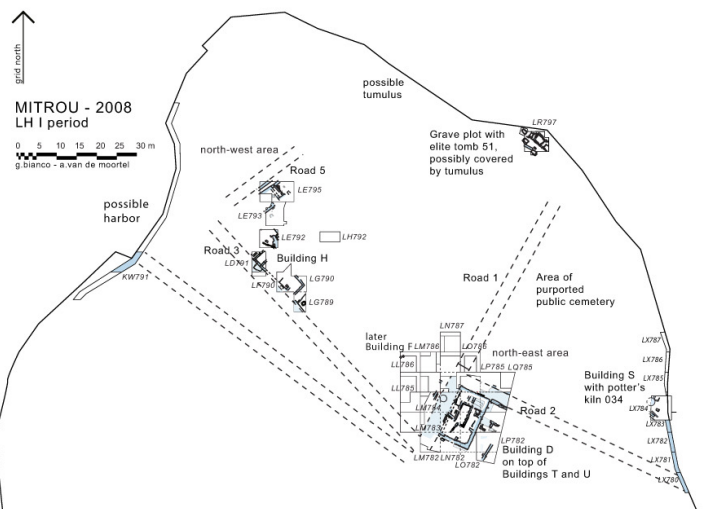 grid north
MITROU - 2008
LH I period
0 5 10 15 20 25 30 m
g.bianco - a.van de moortel
possible
tumulus
LR797
Grave plot with
elite tomb 51,
possibly covered
by tumulus
north-west area
Road 5
LE795
LE793
LE792
LH792
possible
harbor
KW791
Road 3
LD791
Building H
LF790
LG790
LG789
Road 1
Area of
purported
public cemetery
LN787
later
Building F
LM786
LO786
north-east area
LL786
LP785
LQ785
LL785
LM784
LM783
Road 2
LP782
LM782
LN782
LO782
Building D
on top of
Buildings T and U
Building S
with potter's
kiln 034
LX787
LX786
LX785
LX784
LX783
LX782
LX781
LX780